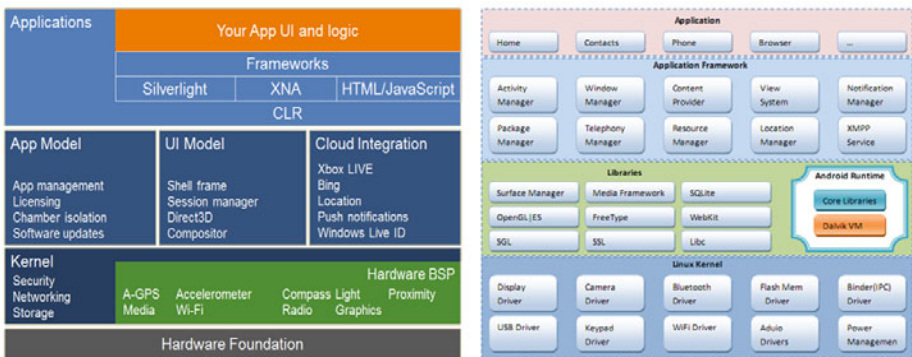 Applications
Your App UI and logic
Frameworks
Silverlight XNA HTML/JavaScript
CLR
App Model
App management
Licensing
Chamber isolation
Software updates
UI Model
Shell frame
Session manager
Direct3D
Compositor
Cloud Integration
Xbox LIVE
Bing
Location
Push notifications
Windows Live ID
Kernel
Security
Networking
Storage
Hardware BSP
A-GPS Accelerometer Compass Light Proximity
Media Wi-Fi Radio Graphics
Hardware Foundation
Application
Home Contacts Phone Browser ...
Application Framework
Activity Manager
Window Manager
Content Provider
View System
Notification Manager
Package Manager
Telephony Manager
Resource Manager
Location Manager
XMPP Service
Libraries
Surface Manager Media Framework SQLite
OpenGL|ES FreeType WebKit
SGL SSL Libc
Android Runtime
Core Libraries
Dalvik VM
Linux Kernel
Display Driver
Camera Driver
Bluetooth Driver
Flash Mem Driver
Binder(IPC) Driver
USB Driver
Keypad Driver
WiFi Driver
Aduio Drivers
Power Managemen